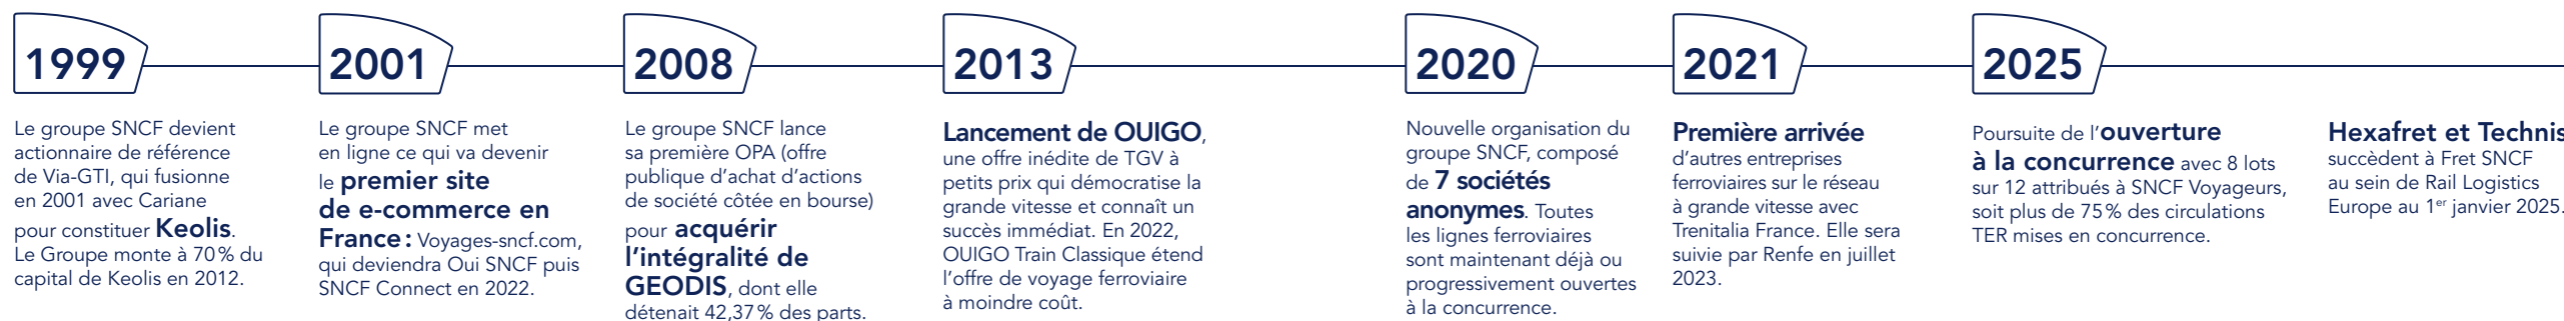 1999
Le groupe SNCF devient
actionnaire de référence
de Via-GTI, qui fusionne
en 2001 avec Cariane
pour constituer Keolis.
Le Groupe monte à 70 % du
capital de Keolis en 2012.
2001
Le groupe SNCF met
en ligne ce qui va devenir
le premier site
de e-commerce en
France : Voyages-sncf.com,
qui deviendra Oui SNCF puis
SNCF Connect en 2022.
2008
Le groupe SNCF lance
sa première OPA (offre
publique d’achat d’actions
de société côtée en bourse)
pour acquérir
l’intégralité de
GEODIS, dont elle
détenait 42,37 % des parts.
2013
Lancement de OUIGO,
une offre inédite de TGV à
petits prix qui démocratise la
grande vitesse et connaît un
succès immédiat. En 2022,
OUIGO Train Classique étend
l’offre de voyage ferroviaire
à moindre coût.
2020
Nouvelle organisation du
groupe SNCF, composé
de 7 sociétés
anonymes. Toutes
les lignes ferroviaires
sont maintenant déjà ou
progressivement ouvertes
à la concurrence.
2021
Première arrivée
d’autres entreprises
ferroviaires sur le réseau
à grande vitesse avec
Trenitalia France. Elle sera
suivie par Renfe en juillet
2023.
2025
Poursuite de l’ouverture
à la concurrence avec 8 lots
sur 12 attribués à SNCF Voyageurs,
soit plus de 75 % des circulations
TER mises en concurrence.
Hexafret et Technis
succèdent à Fret SNCF
au sein de Rail Logistics
Europe au 1er janvier 2025.